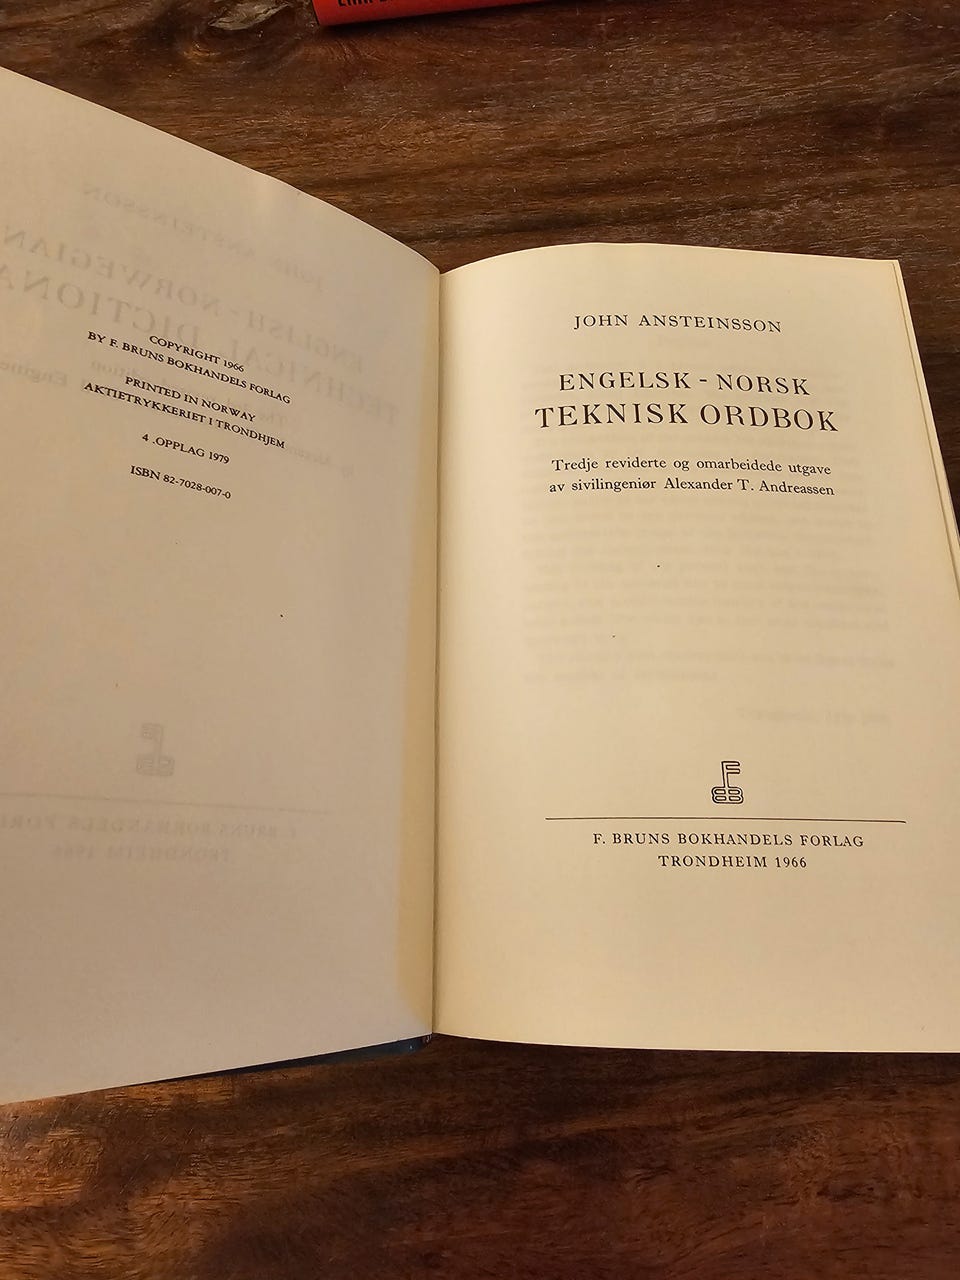 COPYRIGHT 1966
BY F. BRUNS BOKHANDELS FORLAG
PRINTED IN NORWAY
AKTIETRYKKERIET I TRONDHJEM
4 .OPPLAG 1979
ISBN 82-7028-007-0
JOHN ANSTEINSSON
ENGELSK - NORSK
TEKNISK ORDBOK
Tredje reviderte og omarbeidede utgave
av sivilingeniør Alexander T. Andreassen
F
BB
F. BRUNS BOKHANDELS FORLAG
TRONDHEIM 1966